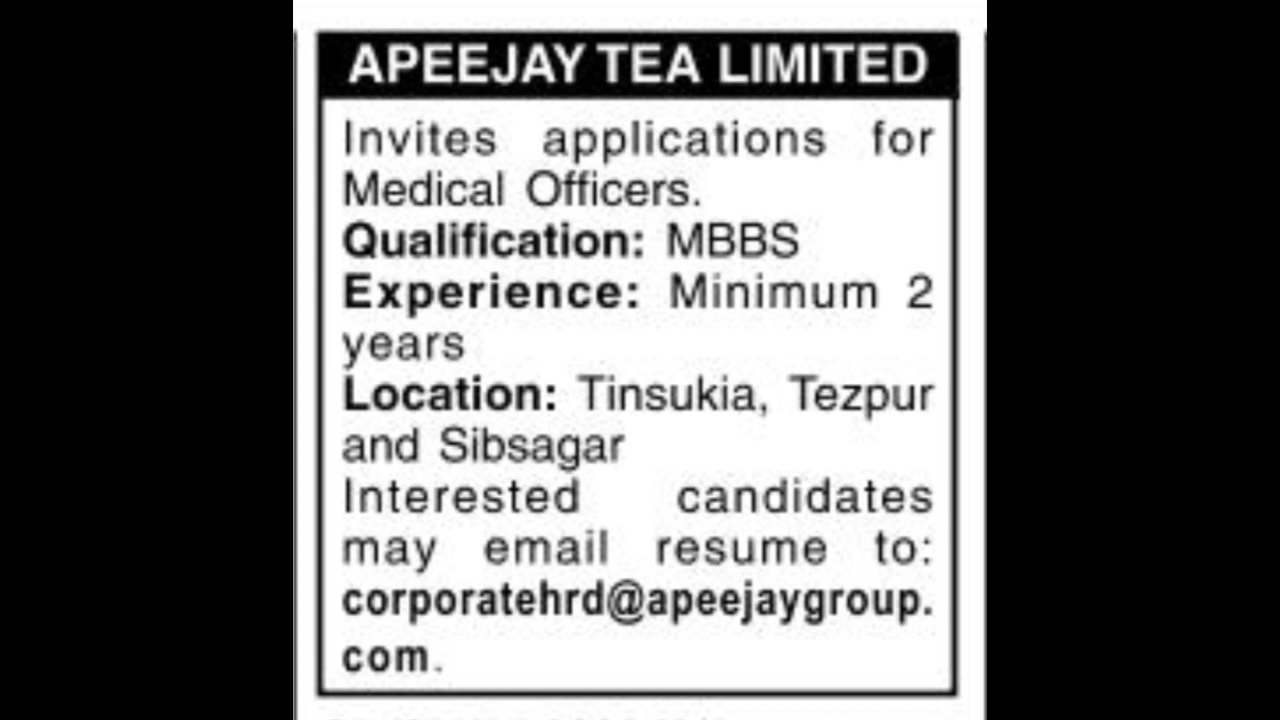 APEEJAY TEA LIMITED
Invites applications for
Medical Officers.
Qualification: MBBS
Experience: Minimum 2
years
Location: Tinsukia, Tezpur
and Sibsagar
Interested candidates
may email resume to:
corporatehrd@apeejaygroup.
com.